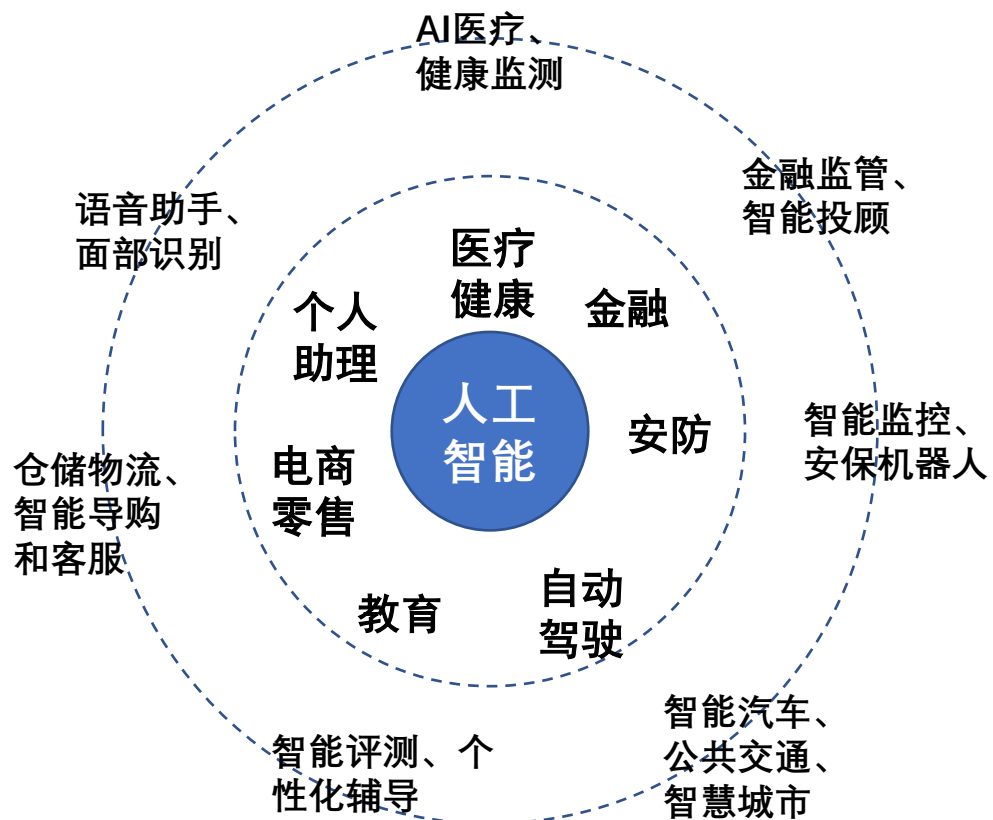 AI医疗、
健康监测
金融监管、
智能投顾
语音助手、
面部识别
医疗
健康
金融
个人
助理
人工
智能
安防
智能监控、
安保机器人
电商
零售
仓储物流、
智能导购
和客服
教育
自动
驾驶
智能评测、个
性化辅导
智能汽车、
公共交通、
智慧城市